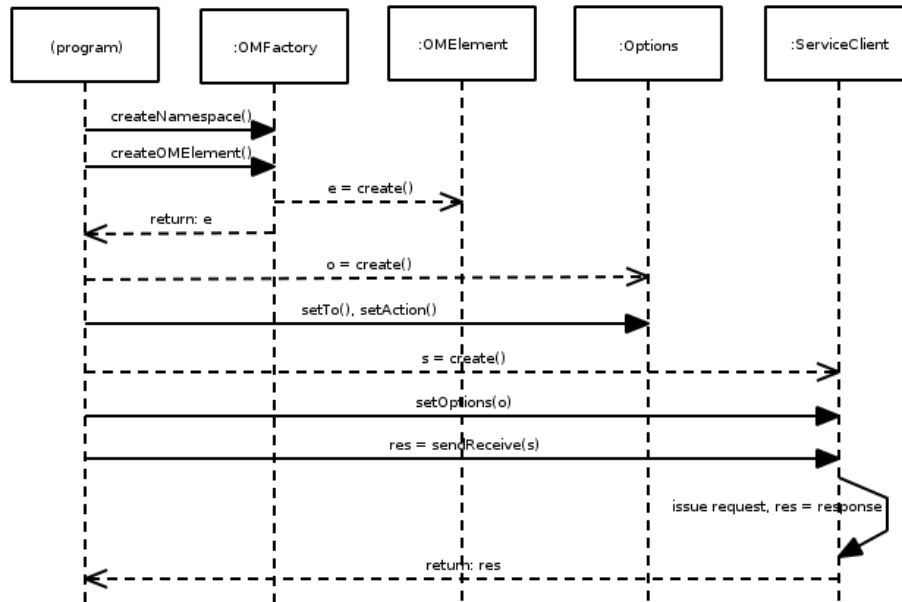 (program)
:OMFactory
:OMElement
:Options
:ServiceClient
createNamespace()
createOMElement()
e = create()
return: e
o = create()
setTo(), setAction()
s = create()
setOptions(o)
res = sendReceive(s)
issue request, res = response
return: res